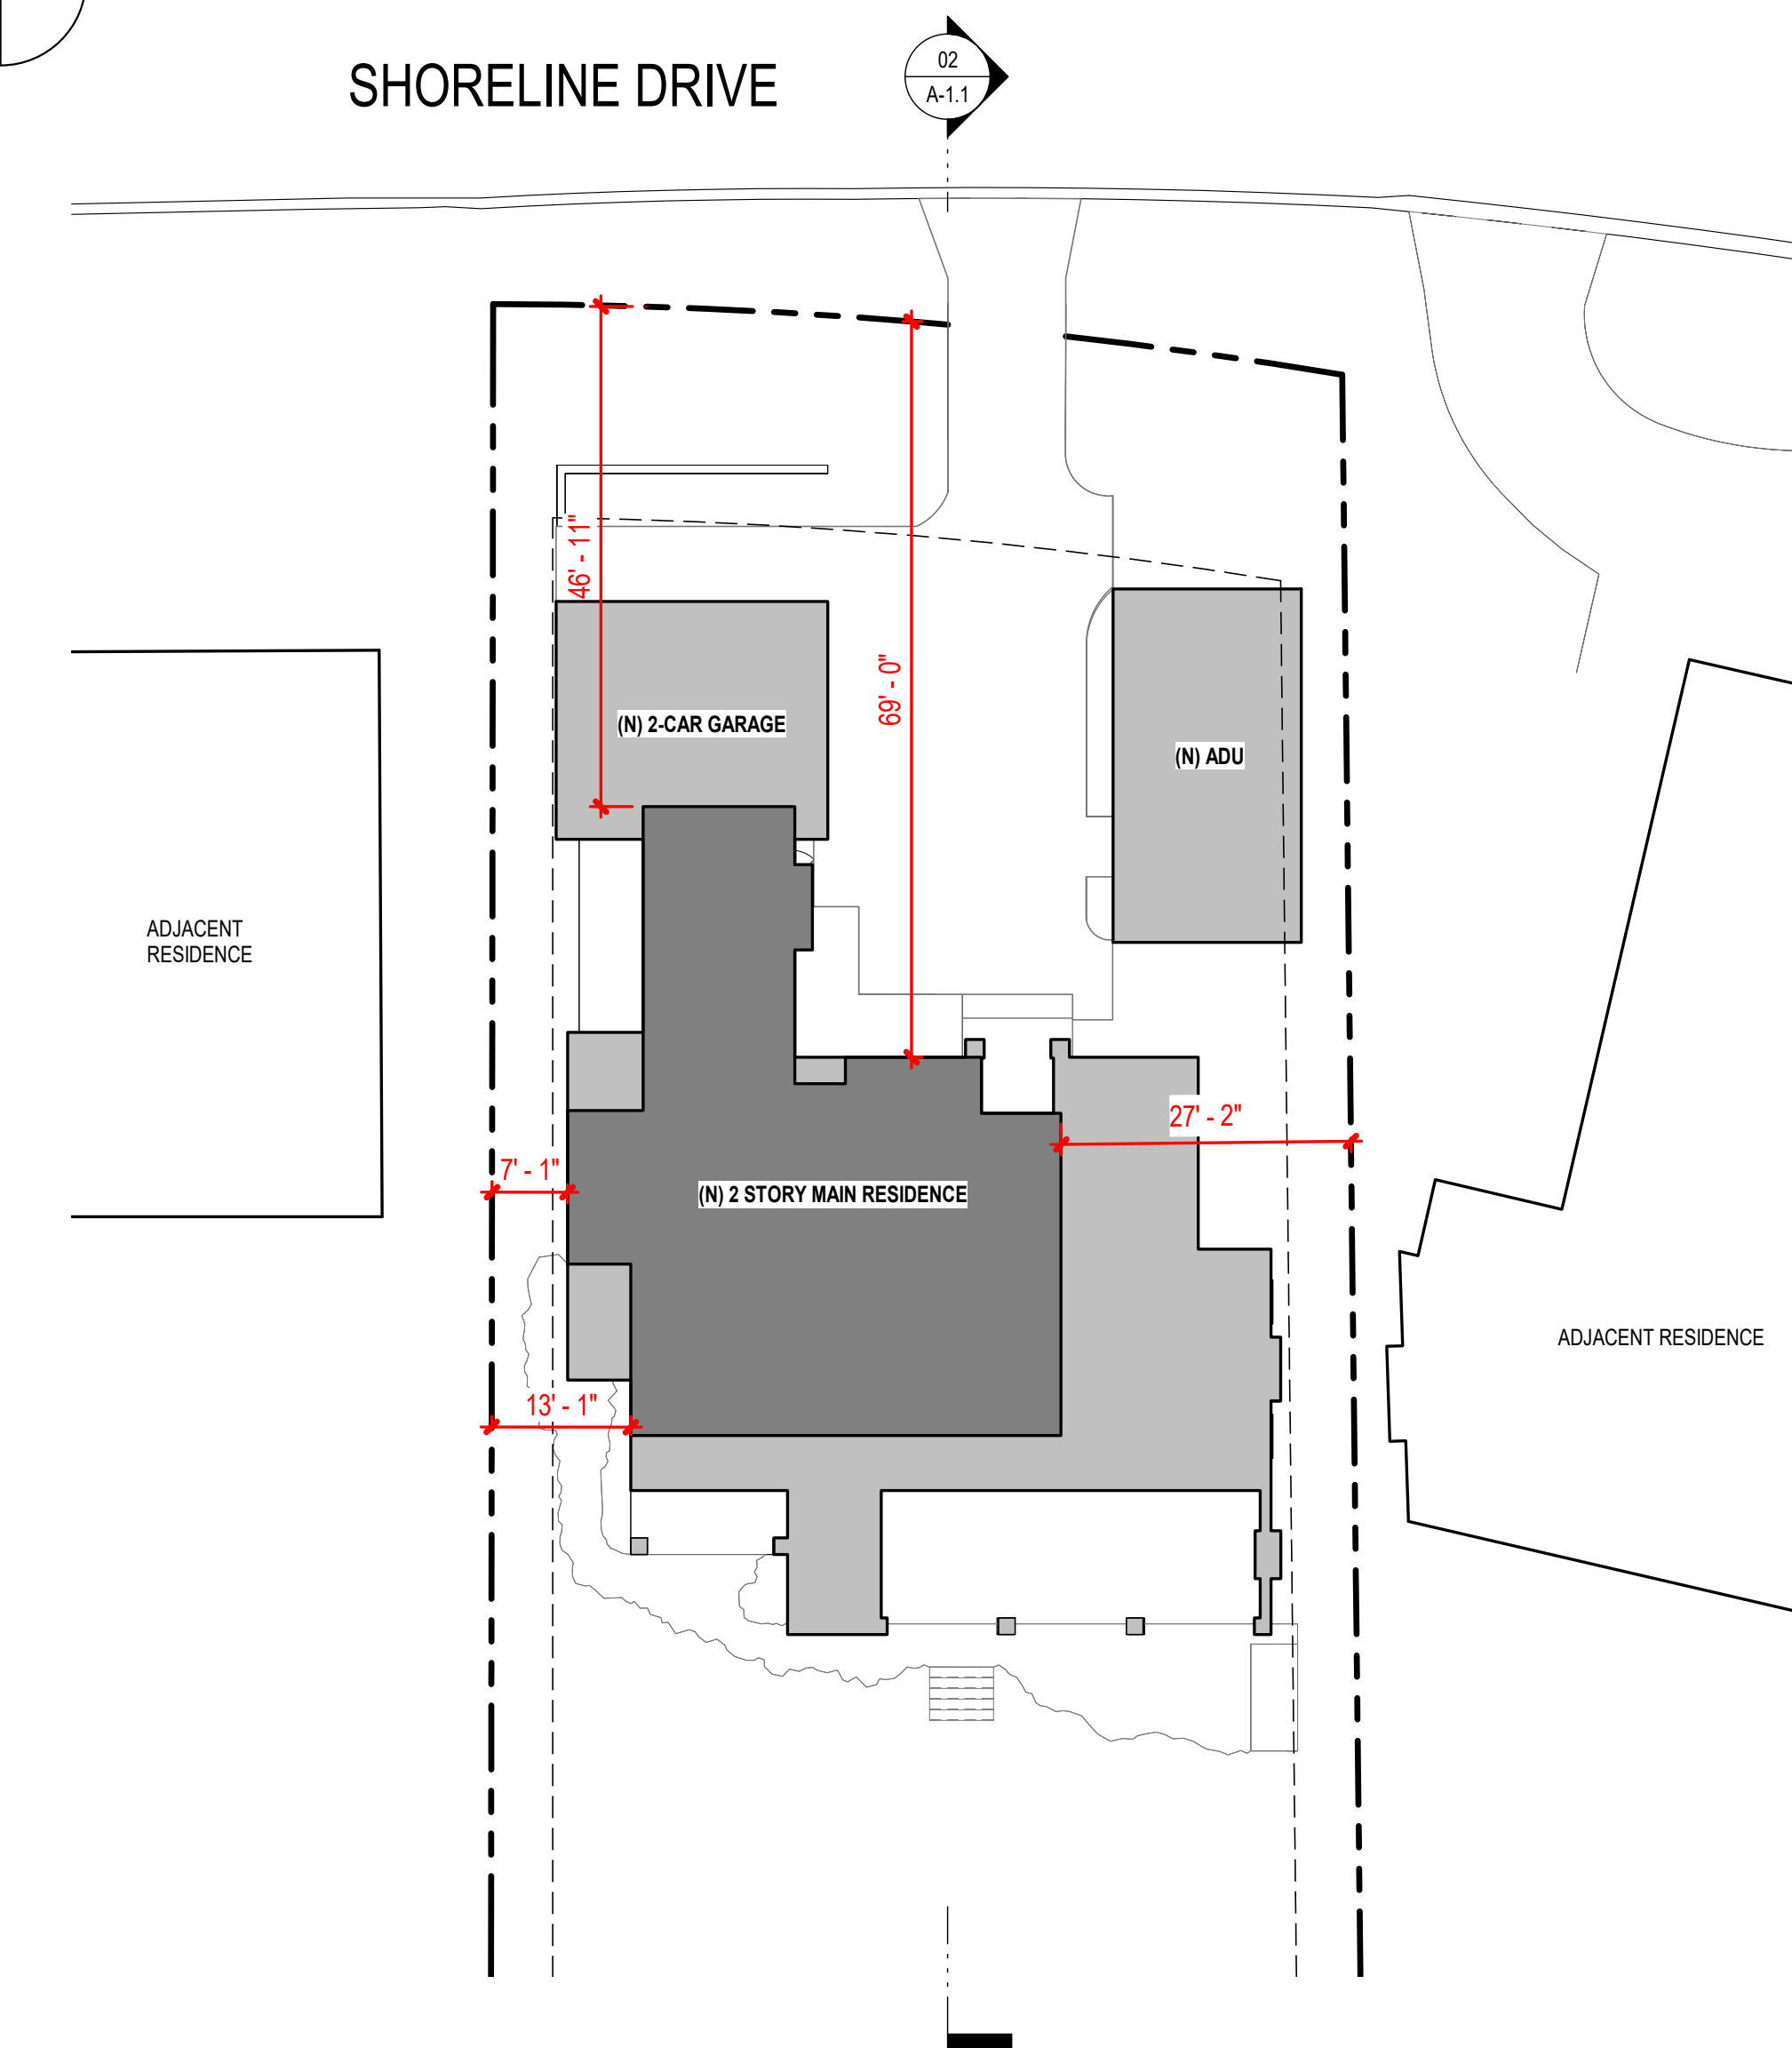 SHORELINE DRIVE
02
A-1.1
46' - 11"
69' - 0"
(N) 2-CAR GARAGE
(N) ADU
ADJACENT
RESIDENCE
27' - 2"
7' - 1"
(N) 2 STORY MAIN RESIDENCE
ADJACENT RESIDENCE
13' - 1"